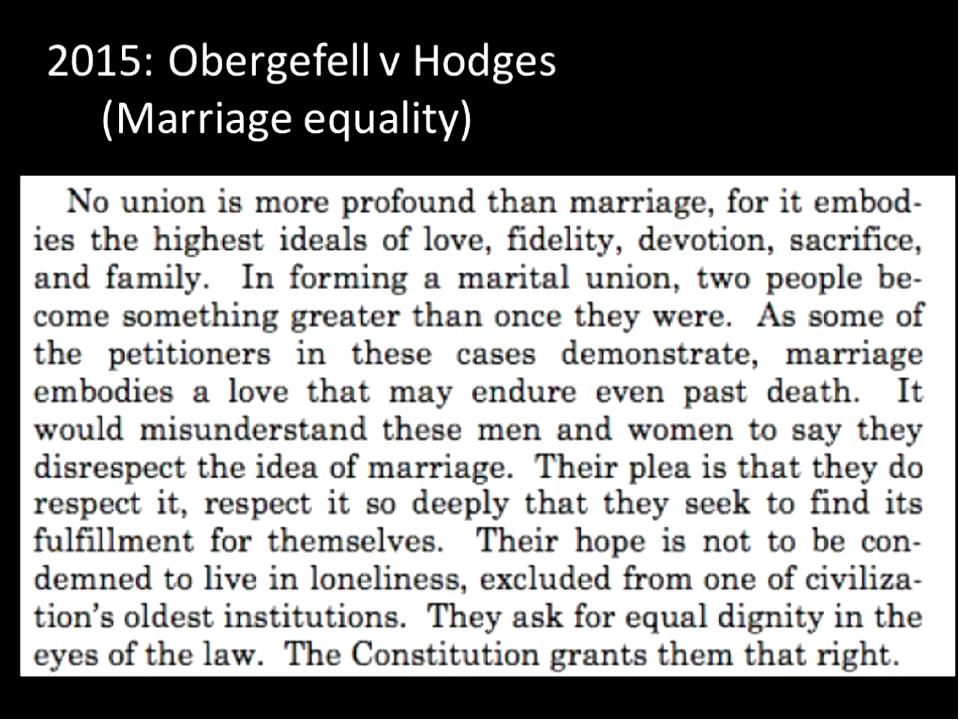 2015: Obergefell v Hodges
(Marriage equality)
No union is more profound than marriage, for it embod-
ies the highest ideals of love, fidelity, devotion, sacrifice,
and family. In forming a marital union, two people be-
come something greater than once they were. As some of
the petitioners in these cases demonstrate, marriage
embodies a love that may endure even past death. It
would misunderstand these men and women to say they
disrespect the idea of marriage. Their plea is that they do
respect it, respect it so deeply that they seek to find its
fulfillment for themselves. Their hope is not to be con-
demned to live in loneliness, excluded from one of civiliza-
tion's oldest institutions. They ask for equal dignity in the
eyes of the law. The Constitution grants them that right.